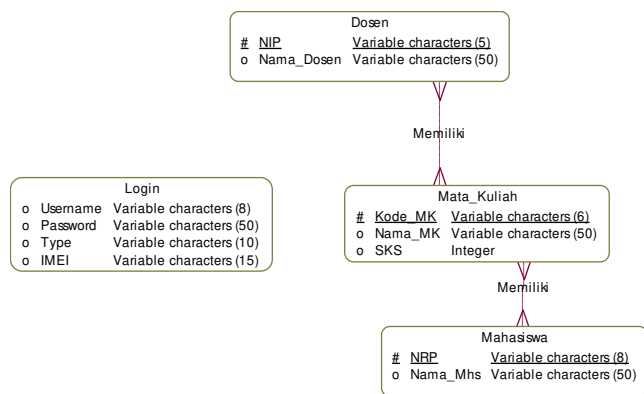 Dosen
# NIP Variable characters (5)
o Nama_Dosen Variable characters (50)
Memiliki
Login
o Username Variable characters (8)
o Password Variable characters (50)
o Type Variable characters (10)
o IMEI Variable characters (15)
Mata_Kuliah
# Kode_MK Variable characters (6)
o Nama_MK Variable characters (50)
o SKS Integer
Memiliki
Mahasiswa
# NRP Variable characters (8)
o Nama_Mhs Variable characters (50)